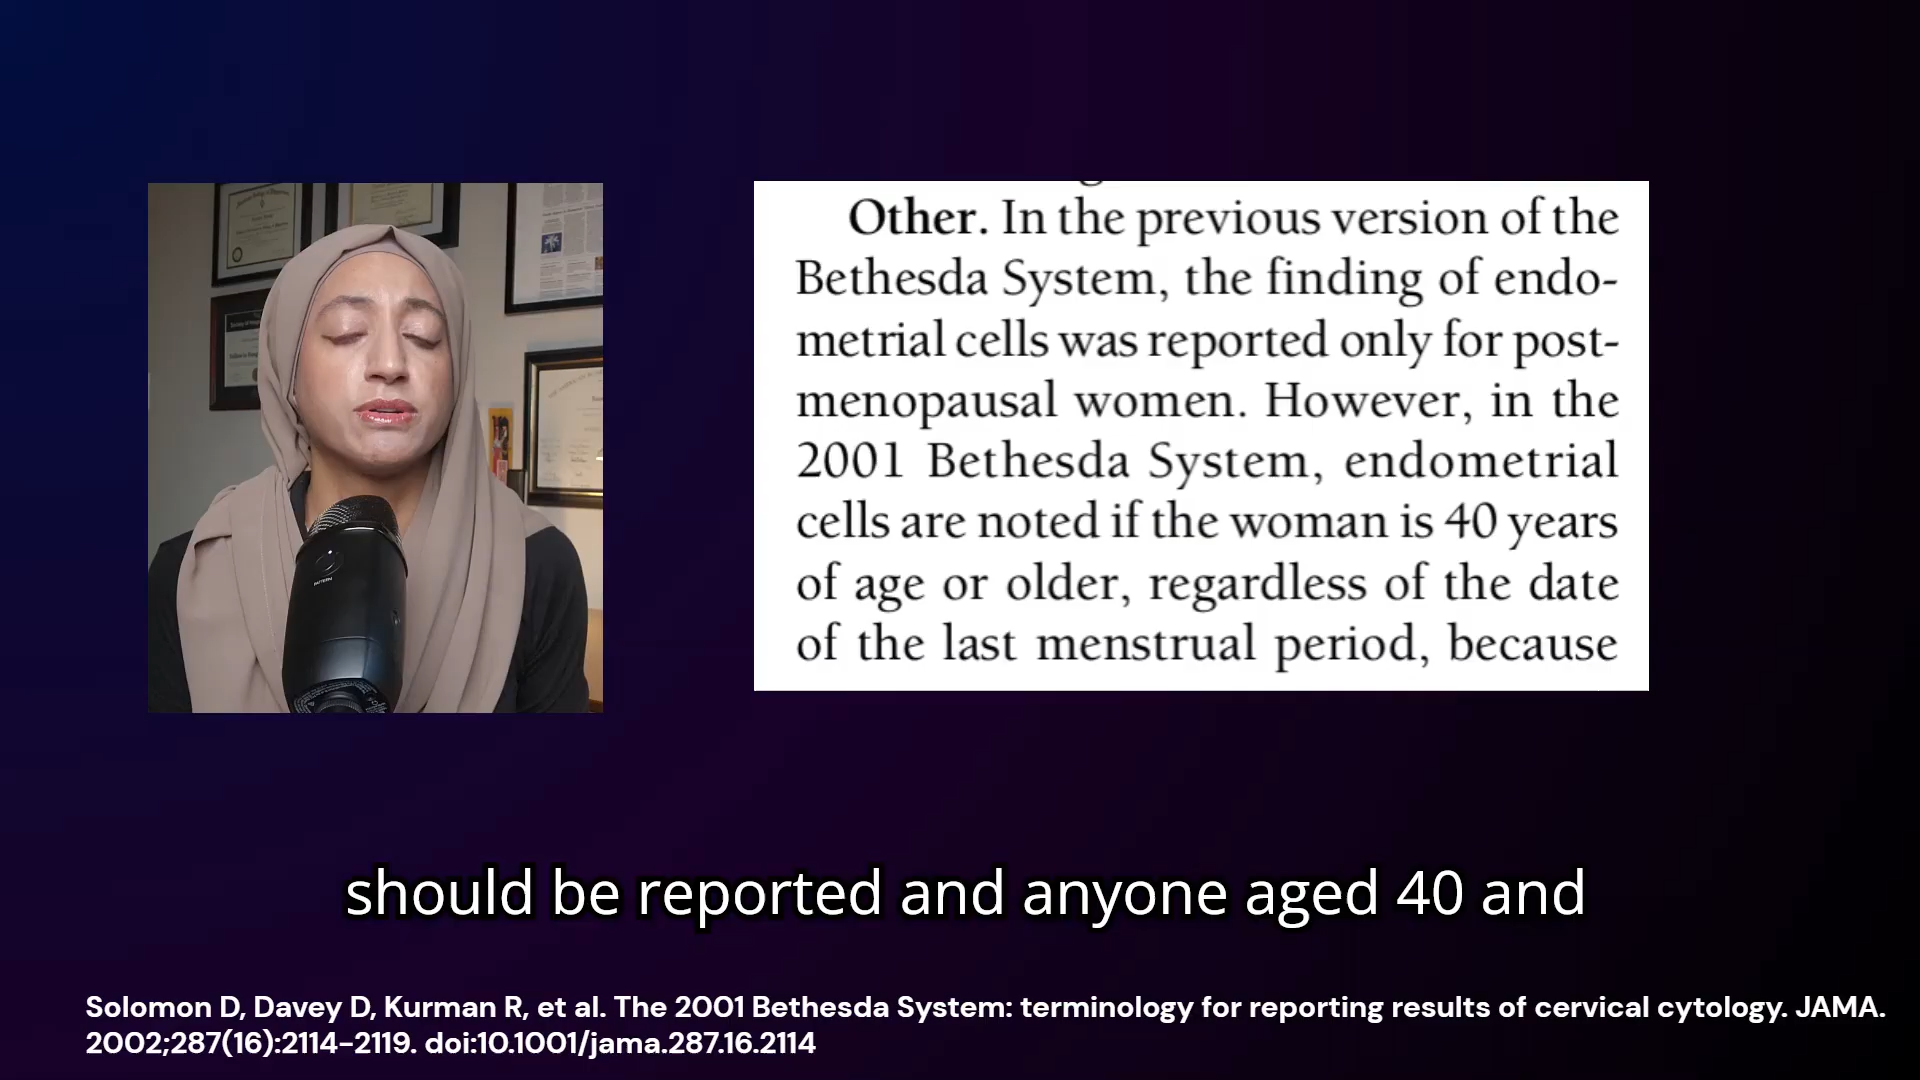 Other. In the previous version of the
Bethesda System, the finding of endo-
metrial cells was reported only for post-
menopausal women. However, in the
2001 Bethesda System, endometrial
cells are noted if the woman is 40 years
of age or older, regardless of the date
of the last menstrual period, because
should be reported and anyone aged 40 and
Solomon D, Davey D, Kurman R, et al. The 2001 Bethesda System: terminology for reporting results of cervical cytology. JAMA.
2002;287(16):2114-2119. doi:10.1001/jama.287.16.2114